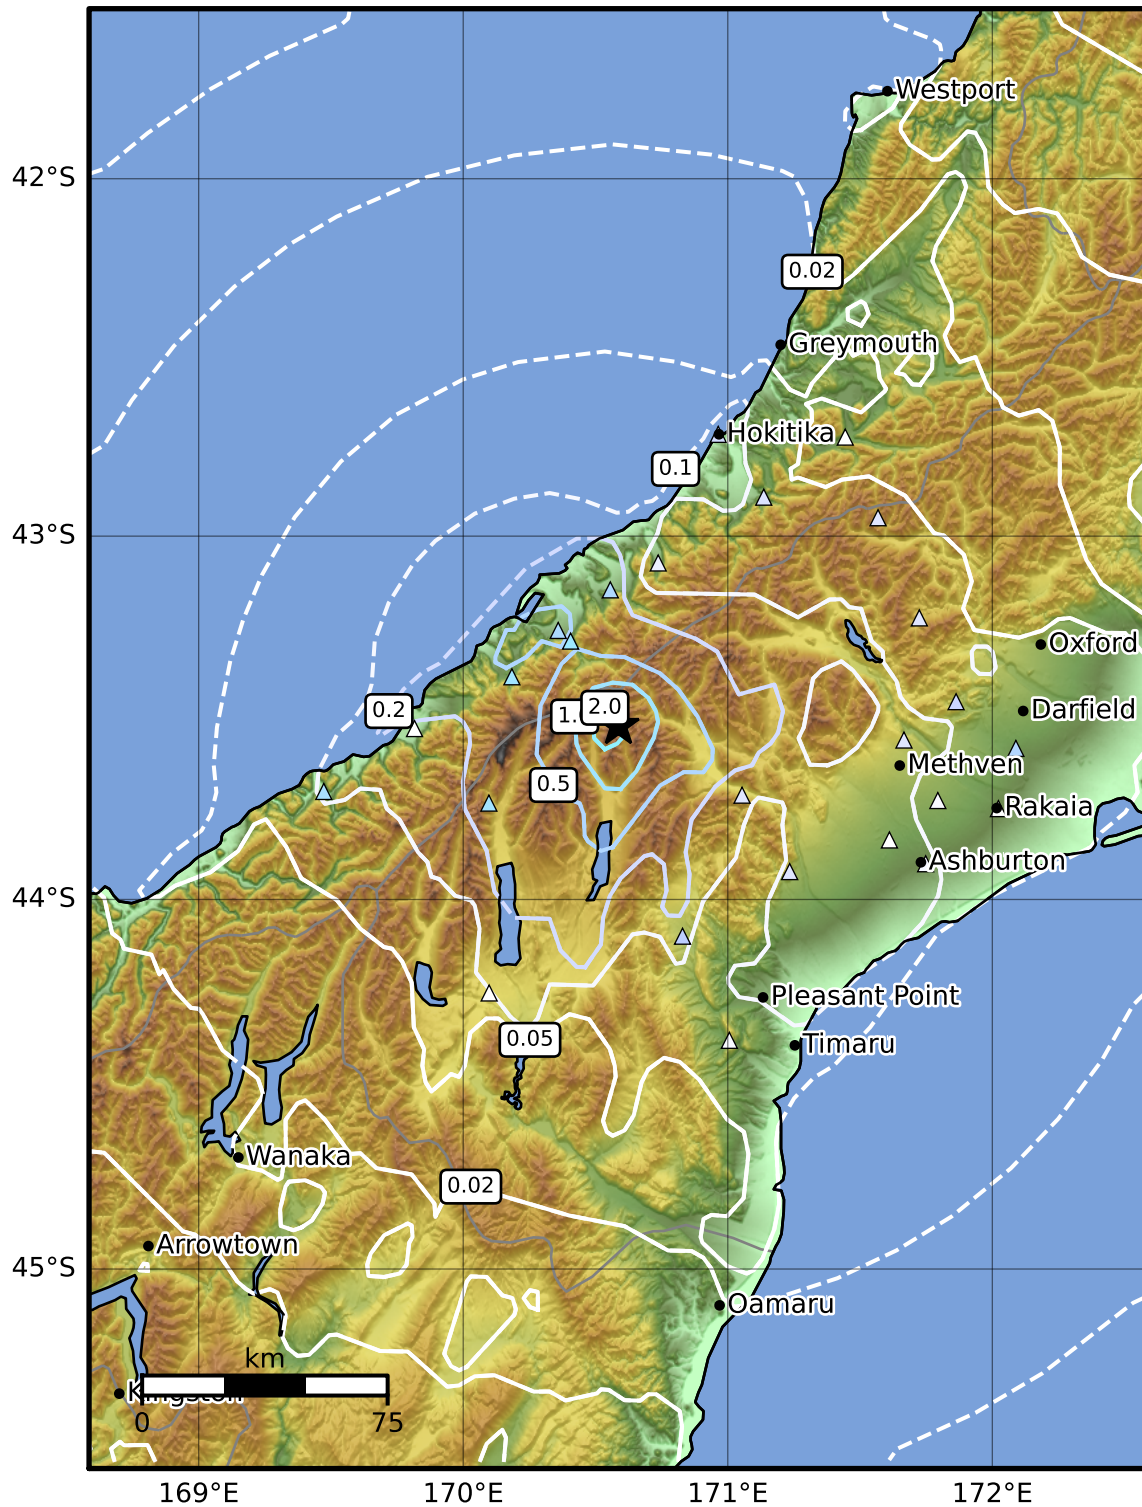 Westport
42°S
0.02
Greymouth
Hokitika
0.1
43°S
Oxford
0.2
2.0
Darfield
Methven
0.5
Rakaia
Ashburton
44°S
Pleasant Point
0.05
Timaru
Wanaka
0.02
Arrowtown
45°S
Oamaru
km
Kingston
0
75
169°E
170°E
171°E
172°E